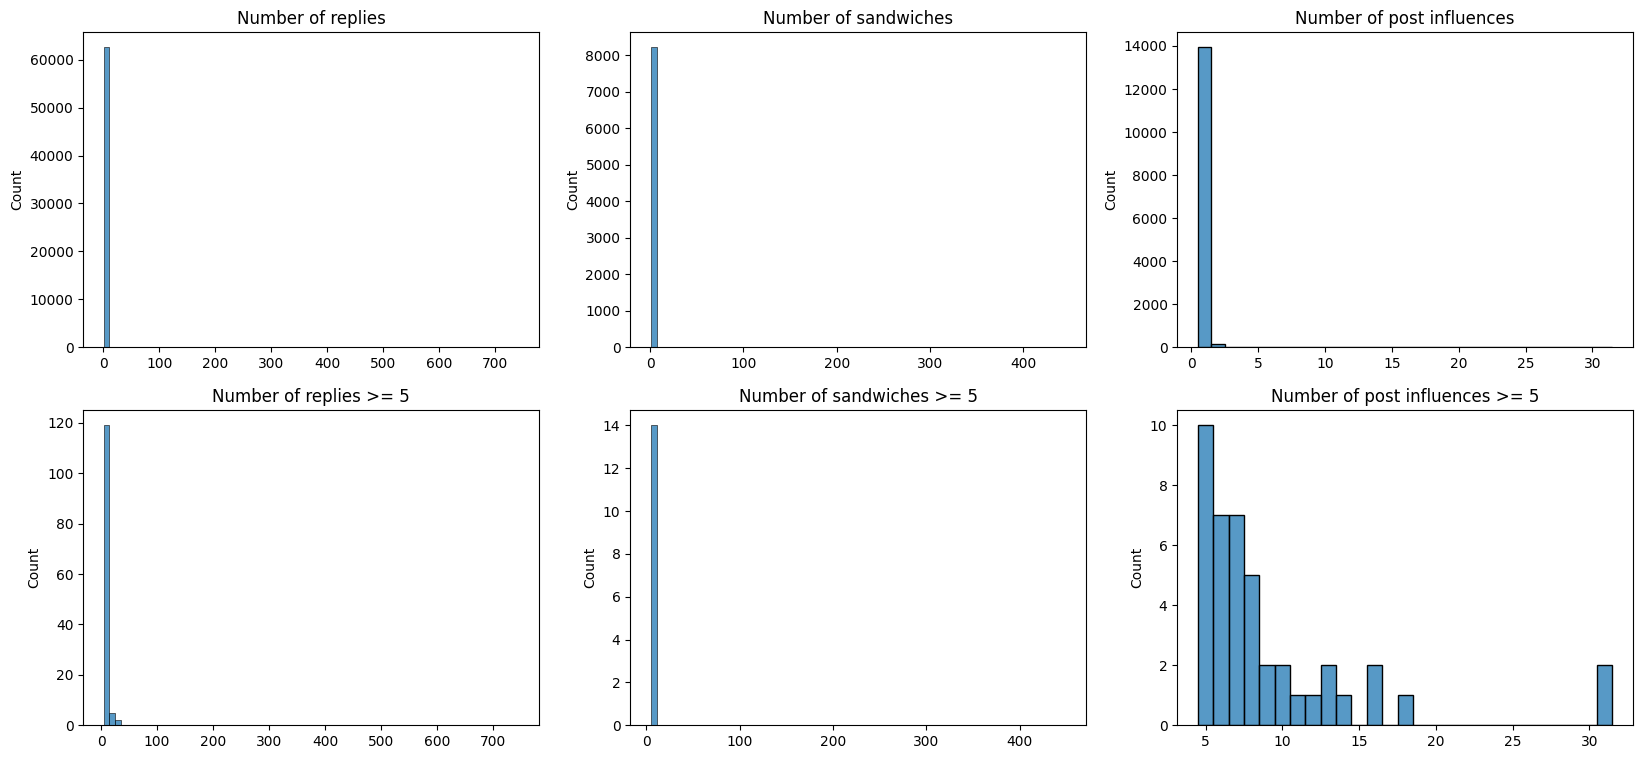 Number of replies
Number of sandwiches
Number of post influences
Count
60000
50000
40000
30000
20000
10000
0
0 100 200 300 400 500 600 700
Count
8000
7000
6000
5000
4000
3000
2000
1000
0
0 100 200 300 400
Count
14000
12000
10000
8000
6000
4000
2000
0
0 5 10 15 20 25 30
Number of replies >= 5
Number of sandwiches >= 5
Number of post influences >= 5
Count
120
100
80
60
40
20
0
0 100 200 300 400 500 600 700
Count
14
12
10
8
6
4
2
0
0 100 200 300 400
Count
10
8
6
4
2
0
5 10 15 20 25 30